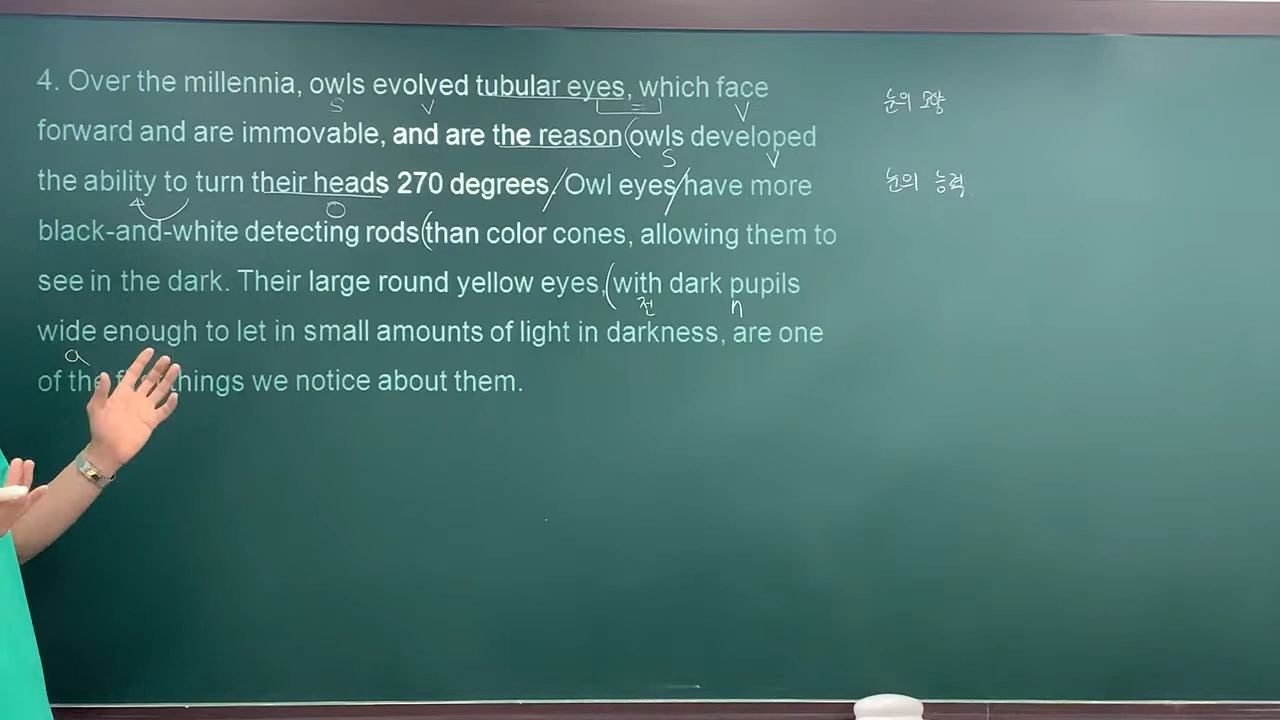 4. Over the millennia, owls evolved tubular eyes, which face
눈의 모양
S V = V
forward and are immovable, and are the reason (owls developed
S V
the ability to turn their heads 270 degrees. / Owl eyes / have more
눈의 능력
O
black-and-white detecting rods (than color cones, allowing them to
see in the dark. Their large round yellow eyes, (with dark pupils
전 n
wide enough to let in small amounts of light in darkness, are one
a
of the things we notice about them.